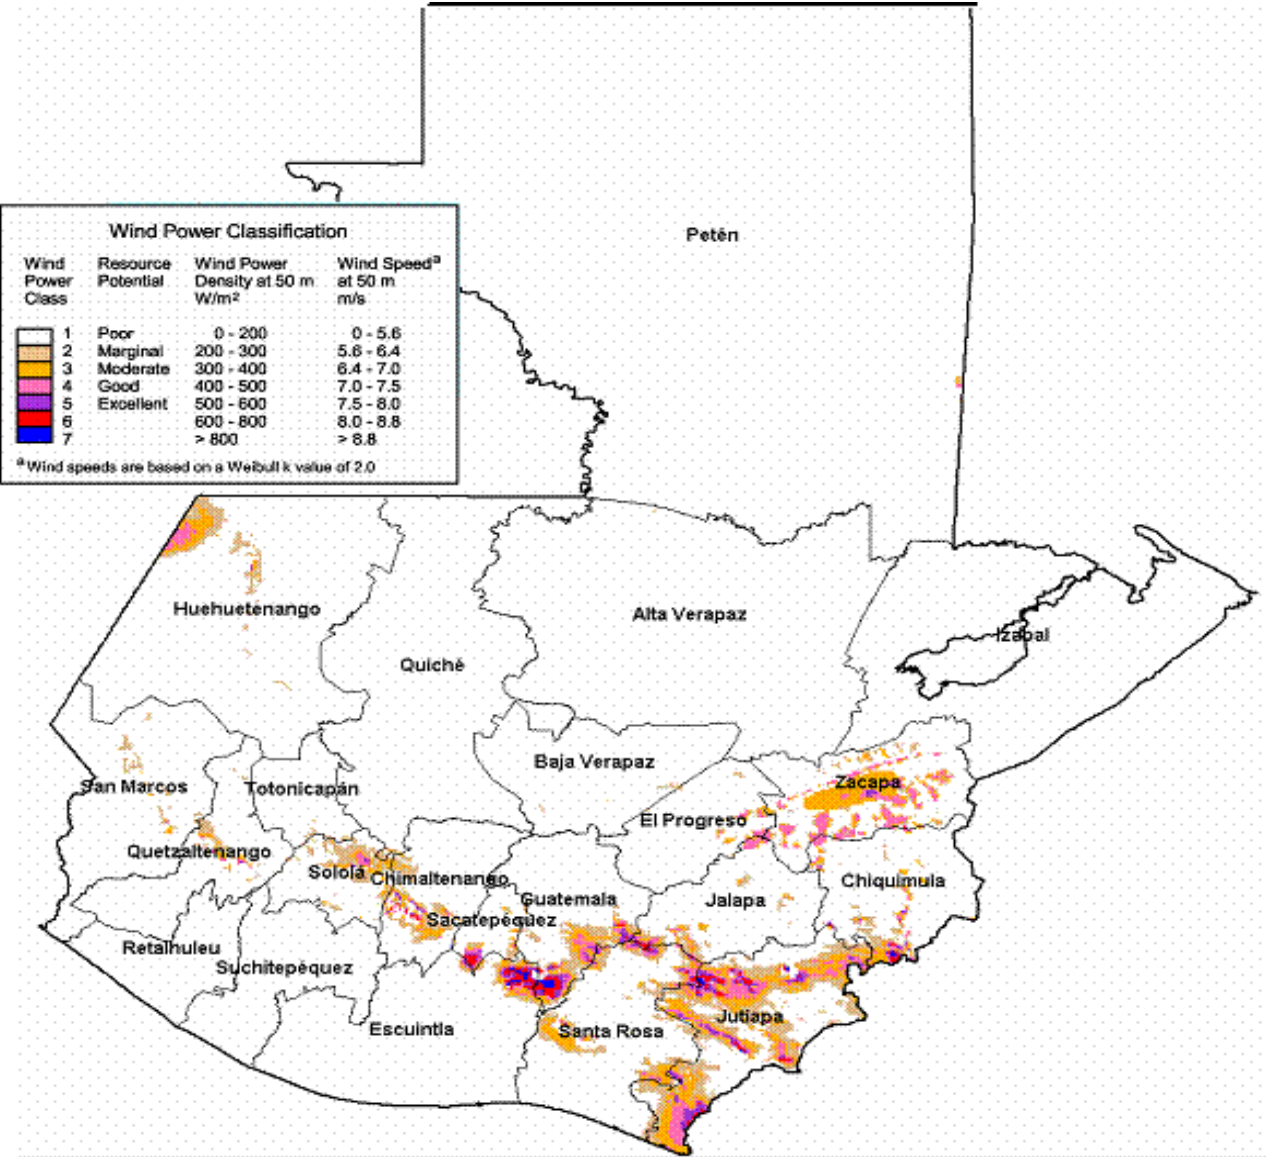 Petén
Wind Power Classification
Wind Resource Wind Power Wind Speedª
Power Potential Density at 50 m at 50 m
Class W/m² m/s
1 Poor 0 - 200 0 - 5.6
2 Marginal 200 - 300 5.6 - 6.4
3 Moderate 300 - 400 6.4 - 7.0
4 Good 400 - 500 7.0 - 7.5
5 Excellent 500 - 600 7.5 - 8.0
6 600 - 800 8.0 - 8.8
7 > 800 > 8.8
ª Wind speeds are based on a Weibull k value of 2.0
Huehuetenango
Alta Verapaz
Izabal
Quiché
Baja Verapaz
San Marcos
Totonicapán
Zacapa
El Progreso
Quetzaltenango
Sololá
Chimaltenango
Chiquimula
Guatemala
Jalapa
Sacatepéquez
Retalhuleu
Suchitepéquez
Escuintla
Santa Rosa
Jutiapa